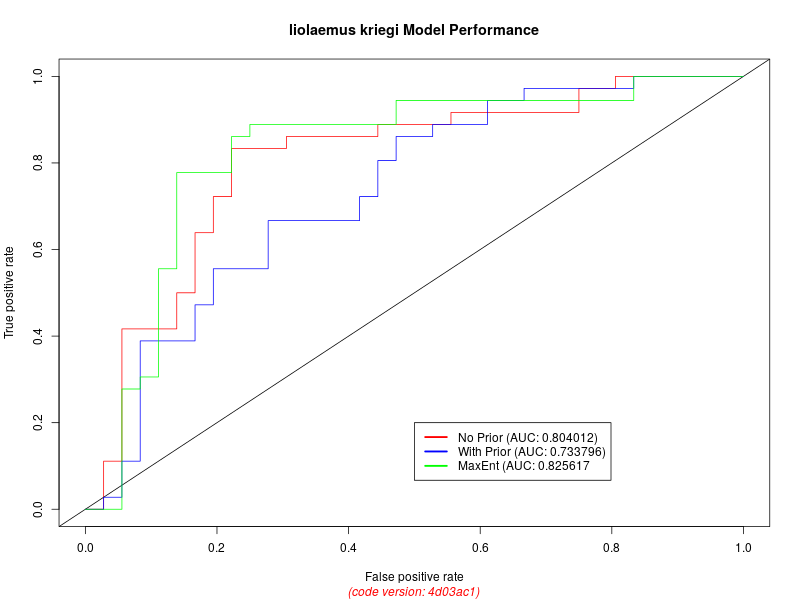 liolaemus kriegi Model Performance
True positive rate
1.0
0.8
0.6
0.4
0.2
0.0
No Prior (AUC: 0.804012)
With Prior (AUC: 0.733796)
MaxEnt (AUC: 0.825617
0.0 0.2 0.4 0.6 0.8 1.0
False positive rate
(code version: 4d03ac1)